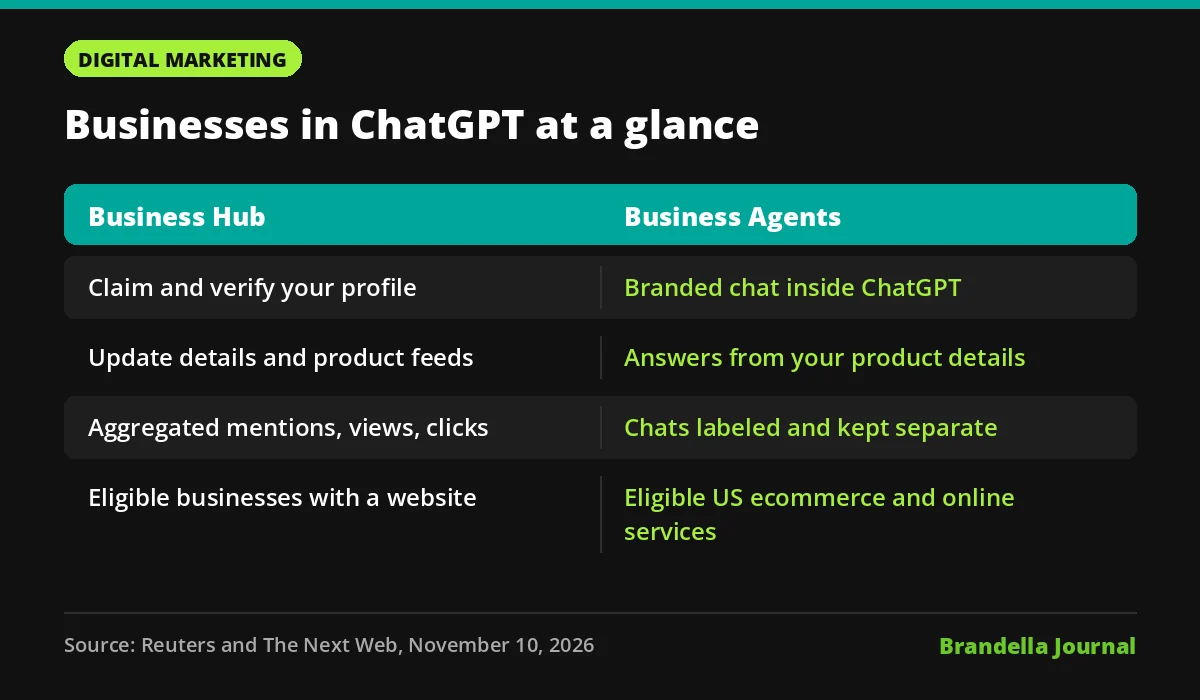 DIGITAL MARKETING
Businesses in ChatGPT at a glance
Business Hub
Business Agents
Claim and verify your profile
Branded chat inside ChatGPT
Update details and product feeds
Answers from your product details
Aggregated mentions, views, clicks
Chats labeled and kept separate
Eligible businesses with a website
Eligible US ecommerce and online
services
Source: Reuters and The Next Web, November 10, 2026
Brandella Journal